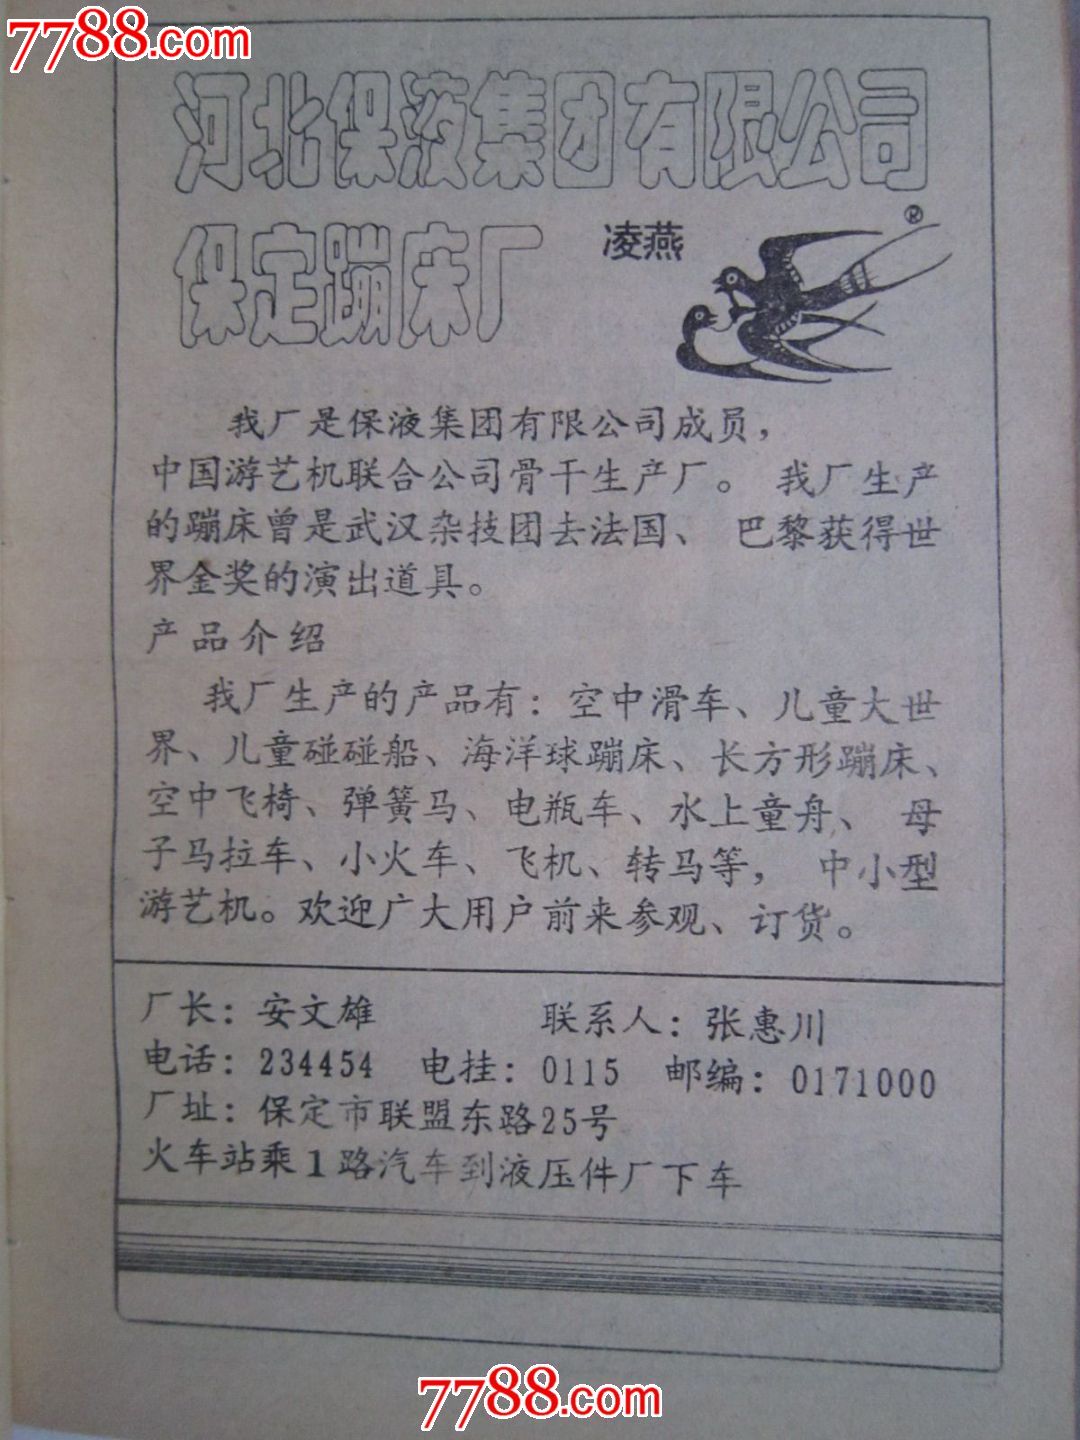 7788.com
河北保液集团有限公司
保定蹦床厂
凌燕
®
我厂是保液集团有限公司成员，
中国游艺机联合公司骨干生产厂。 我厂生产
的蹦床曾是武汉杂技团去法国、 巴黎获得世
界金奖的演出道具。
产品介绍
我厂生产的产品有：空中滑车、儿童大世
界、儿童碰碰船、海洋球蹦床、长方形蹦床、
空中飞椅、弹簧马、电瓶车、水上童舟、 母
子马拉车、小火车、飞机、转马等， 中小型
游艺机。欢迎广大用户前来参观、订货。
厂长：安文雄 联系人：张惠川
电话：234454 电挂：0115 邮编：0171000
厂址：保定市联盟东路25号
火车站乘1路汽车到液压件厂下车
7788.com